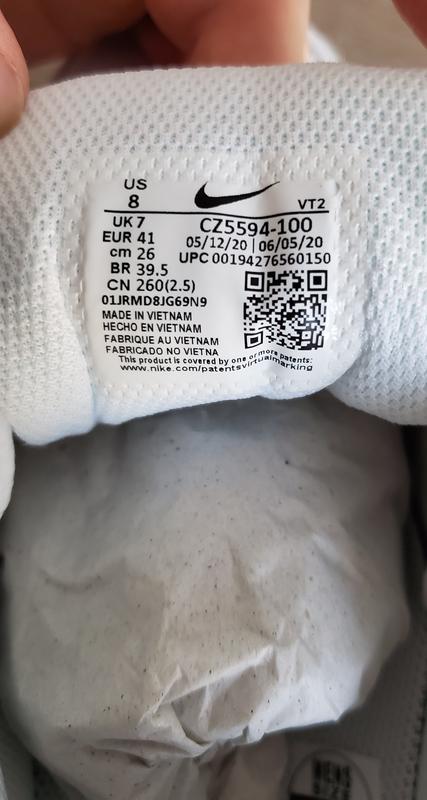 US
8
VT2
UK 7
EUR 41
cm 26
BR 39.5
CN 260(2.5)
01JRMD8JG69N9
CZ5594-100
05/12/20 | 06/05/20
UPC 00194276560150
MADE IN VIETNAM
HECHO EN VIETNAM
FABRIQUE AU VIETNAM
FABRICADO NO VIETNA
This product is covered by one or more patents:
www.nike.com/patentsvirtualmarking